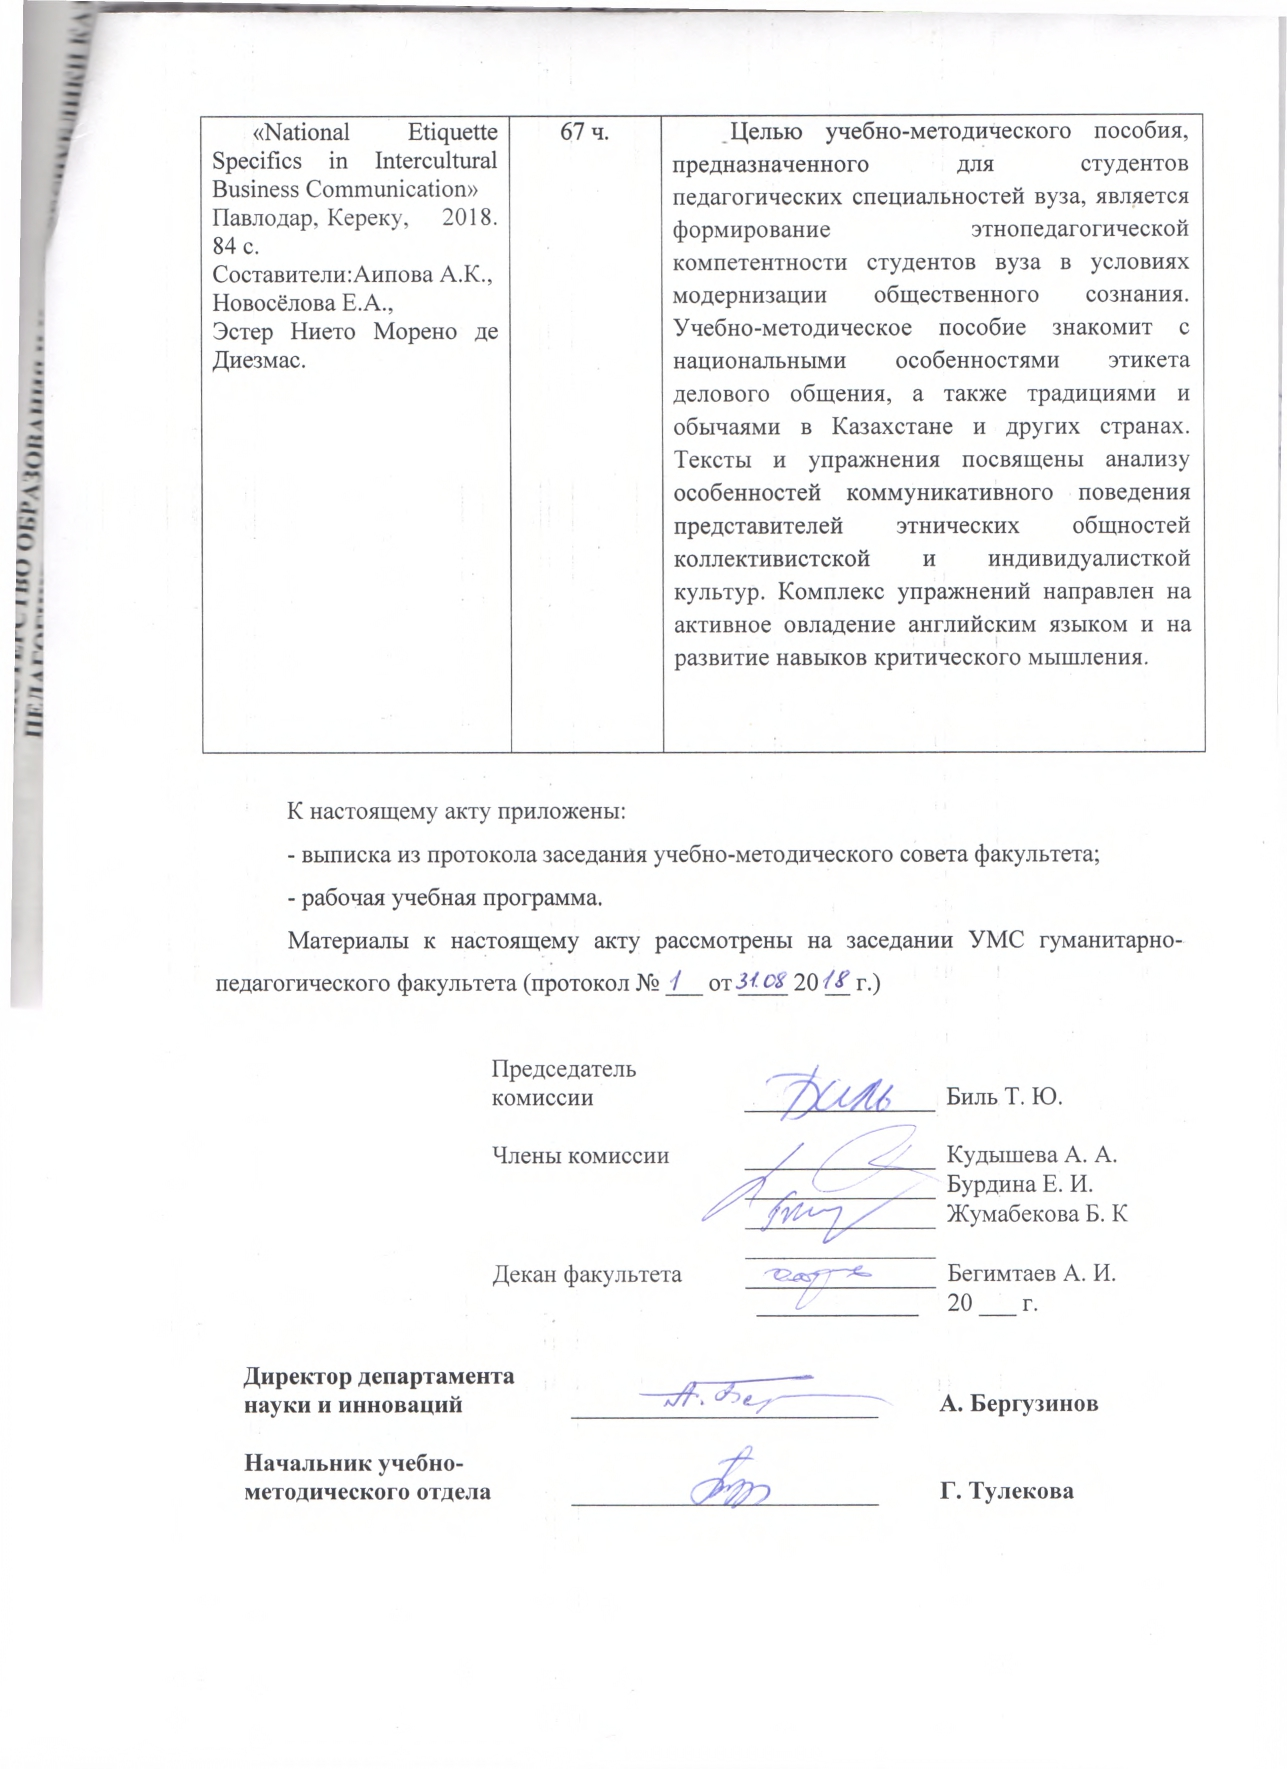 «National Etiquette
Specifics in Intercultural
Business Communication»
Павлодар, Кереку, 2018.
84 с.
Составители:Аипова А.К.,
Новосёлова Е.А.,
Эстер Нието Морено де
Диезмас.
67 ч.
Целью учебно-методического пособия,
предназначенного для студентов
педагогических специальностей вуза, является
формирование этнопедагогической
компетентности студентов вуза в условиях
модернизации общественного сознания.
Учебно-методическое пособие знакомит с
национальными особенностями этикета
делового общения, а также традициями и
обычаями в Казахстане и других странах.
Тексты и упражнения посвящены анализу
особенностей коммуникативного поведения
представителей этнических общностей
коллективистской и индивидуалисткой
культур. Комплекс упражнений направлен на
активное овладение английским языком и на
развитие навыков критического мышления.
К настоящему акту приложены:
- выписка из протокола заседания учебно-методического совета факультета;
- рабочая учебная программа.
Материалы к настоящему акту рассмотрены на заседании УМС гуманитарно-
педагогического факультета (протокол № 1 от 31.08 2018 г.)
Председатель
комиссии Биль Биль Т. Ю.
Члены комиссии Кудышева А. А.
Бурдина Е. И.
Жумабекова Б. К
Декан факультета Бегимтаев А. И.
20 ___ г.
Директор департамента
науки и инноваций А. Бергузинов
Начальник учебно-
методического отдела Г. Тулекова
ОБРАЗОВАНИЯ